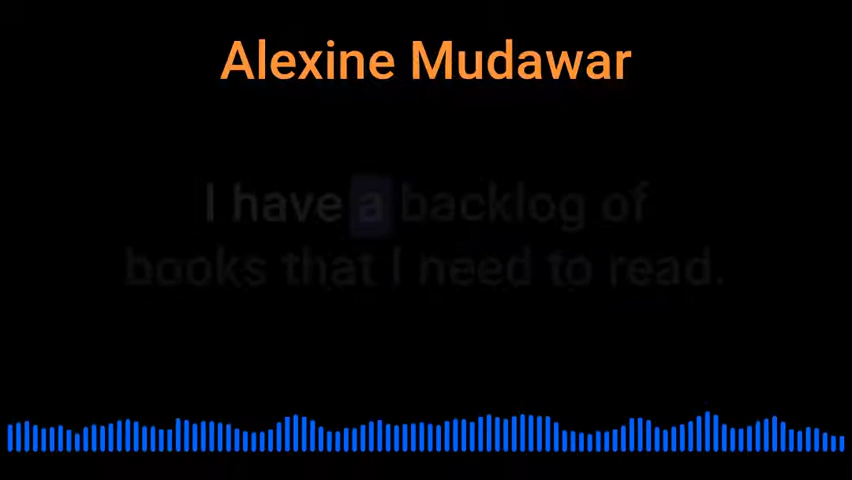 Alexine Mudawar
I have a backlog of
books that I need to read.